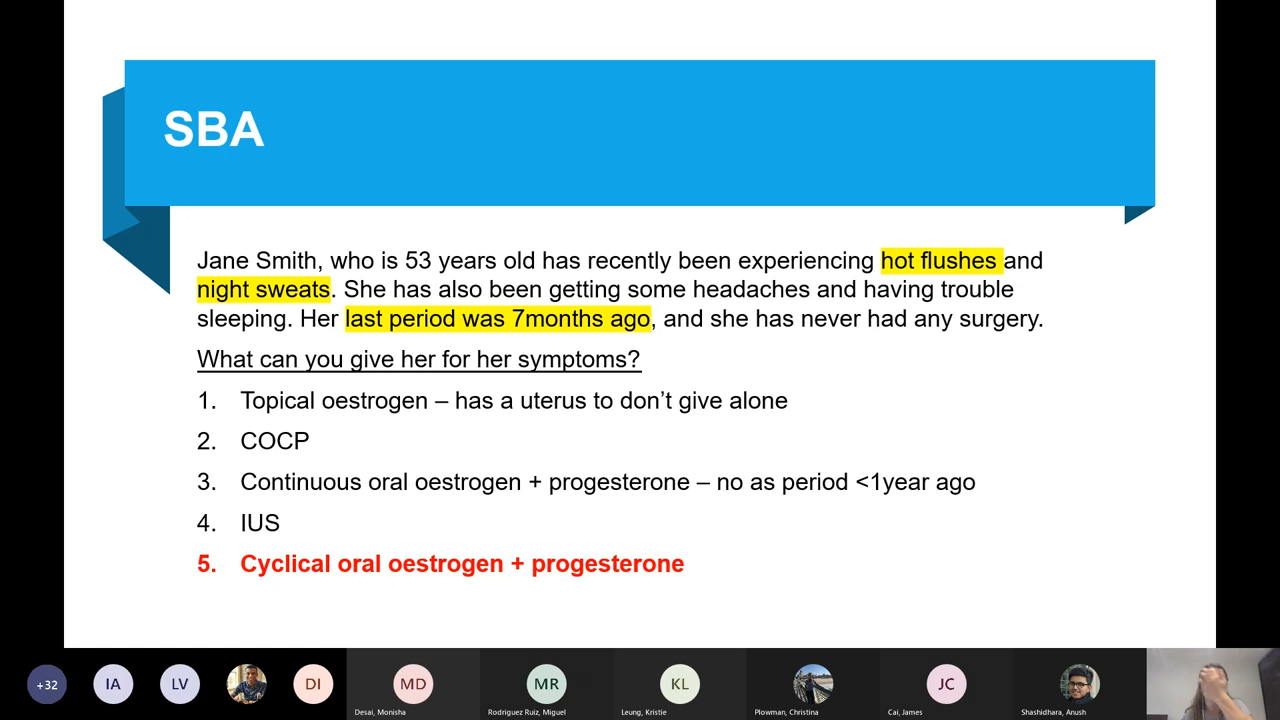 SBA
Jane Smith, who is 53 years old has recently been experiencing hot flushes and
night sweats. She has also been getting some headaches and having trouble
sleeping. Her last period was 7months ago, and she has never had any surgery.
What can you give her for her symptoms?
1. Topical oestrogen – has a uterus to don’t give alone
2. COCP
3. Continuous oral oestrogen + progesterone – no as period <1year ago
4. IUS
5. Cyclical oral oestrogen + progesterone
+32
IA
LV
DI
MD
MR
KL
JC
Desai, Monisha
Rodriguez Ruiz, Miguel
Leung, Kristie
Plowman, Christina
Cai, James
Shashidhara, Anush